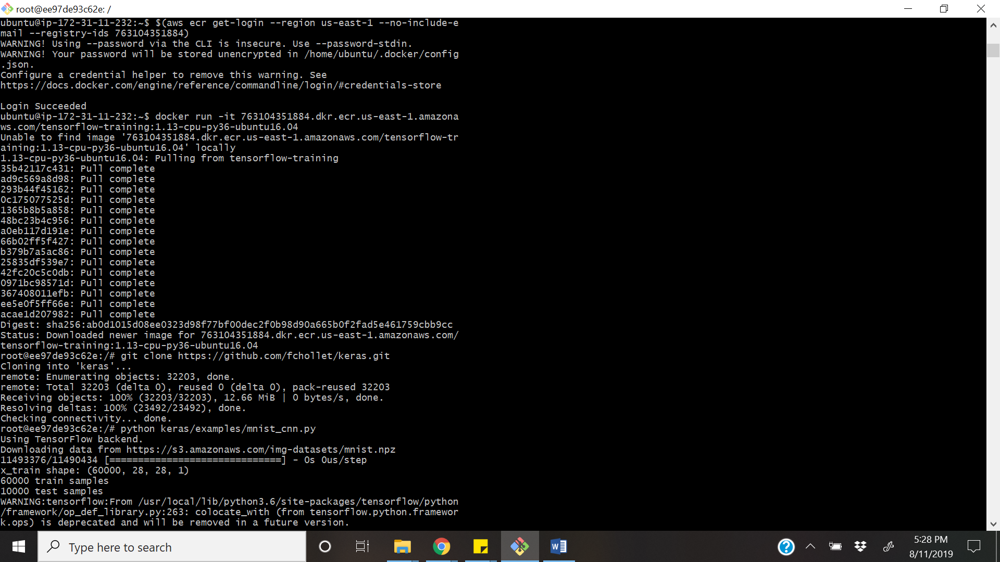 root@ee97de93c62e: /
ubuntu@ip-172-31-11-232:~$ $(aws ecr get-login --region us-east-1 --no-include-e
mail --registry-ids 763104351884)
WARNING! Using --password via the CLI is insecure. Use --password-stdin.
WARNING! Your password will be stored unencrypted in /home/ubuntu/.docker/config
.json.
Configure a credential helper to remove this warning. See
https://docs.docker.com/engine/reference/commandline/login/#credentials-store
Login Succeeded
ubuntu@ip-172-31-11-232:~$ docker run -it 763104351884.dkr.ecr.us-east-1.amazona
ws.com/tensorflow-training:1.13-cpu-py36-ubuntu16.04
Unable to find image '763104351884.dkr.ecr.us-east-1.amazonaws.com/tensorflow-tr
aining:1.13-cpu-py36-ubuntu16.04' locally
1.13-cpu-py36-ubuntu16.04: Pulling from tensorflow-training
35b42117c431: Pull complete
ad9c569a8d98: Pull complete
293b44f45162: Pull complete
0c175077525d: Pull complete
1365b8b5a858: Pull complete
48bc23b4c956: Pull complete
a0eb117d191e: Pull complete
66b02ff5f427: Pull complete
b379b7a5ac86: Pull complete
25835df539e7: Pull complete
42fc20c5c0db: Pull complete
0971bc98571d: Pull complete
367408011efb: Pull complete
ee5e0f5ff66e: Pull complete
acae1d207982: Pull complete
Digest: sha256:ab0d1015d08ee0323d98f77bf00dec2f0b98d90a665b0f2fad5e461759cbb9cc
Status: Downloaded newer image for 763104351884.dkr.ecr.us-east-1.amazonaws.com/
tensorflow-training:1.13-cpu-py36-ubuntu16.04
root@ee97de93c62e:/# git clone https://github.com/fchollet/keras.git
Cloning into 'keras'...
remote: Enumerating objects: 32203, done.
remote: Total 32203 (delta 0), reused 0 (delta 0), pack-reused 32203
Receiving objects: 100% (32203/32203), 12.66 MiB | 0 bytes/s, done.
Resolving deltas: 100% (23492/23492), done.
Checking connectivity... done.
root@ee97de93c62e:/# python keras/examples/mnist_cnn.py
Using TensorFlow backend.
Downloading data from https://s3.amazonaws.com/img-datasets/mnist.npz
11493376/11490434 [==============================] - 0s 0us/step
x_train shape: (60000, 28, 28, 1)
60000 train samples
10000 test samples
WARNING:tensorflow:From /usr/local/lib/python3.6/site-packages/tensorflow/python
/framework/op_def_library.py:263: colocate_with (from tensorflow.python.framewor
k.ops) is deprecated and will be removed in a future version.
Type here to search
5:28 PM
8/11/2019